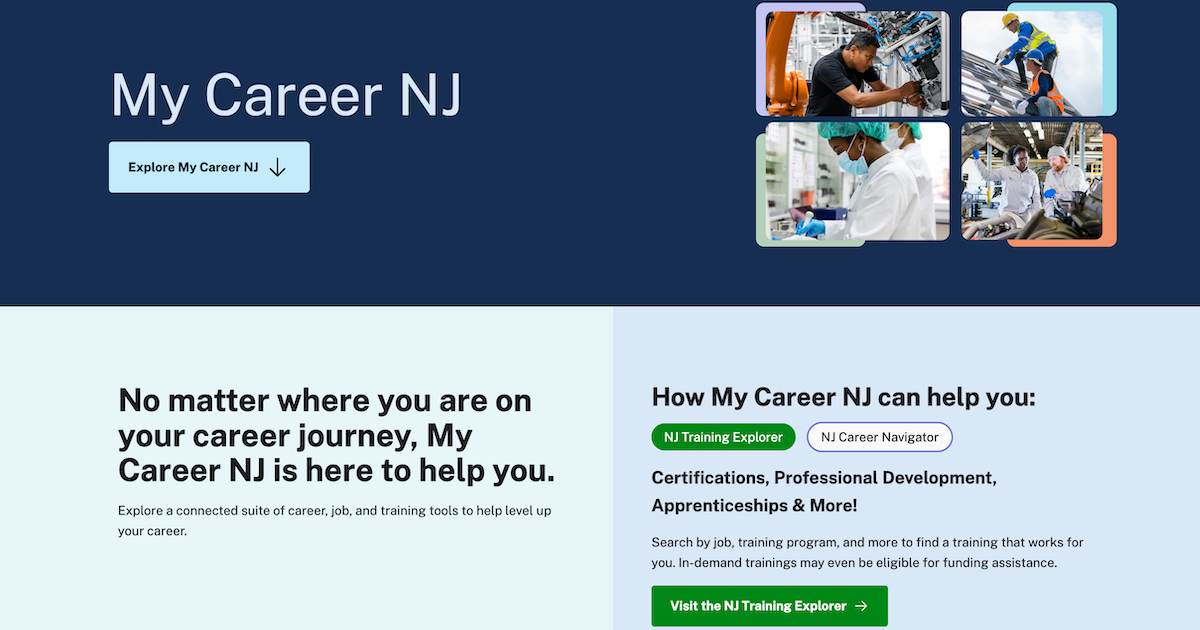 My Career NJ
Explore My Career NJ
No matter where you are on
your career journey, My
Career NJ is here to help you.
Explore a connected suite of career, job, and training tools to help level up
your career.
How My Career NJ can help you:
NJ Training Explorer
NJ Career Navigator
Certifications, Professional Development,
Apprenticeships & More!
Search by job, training program, and more to find a training that works for
you. In-demand trainings may even be eligible for funding assistance.
Visit the NJ Training Explorer